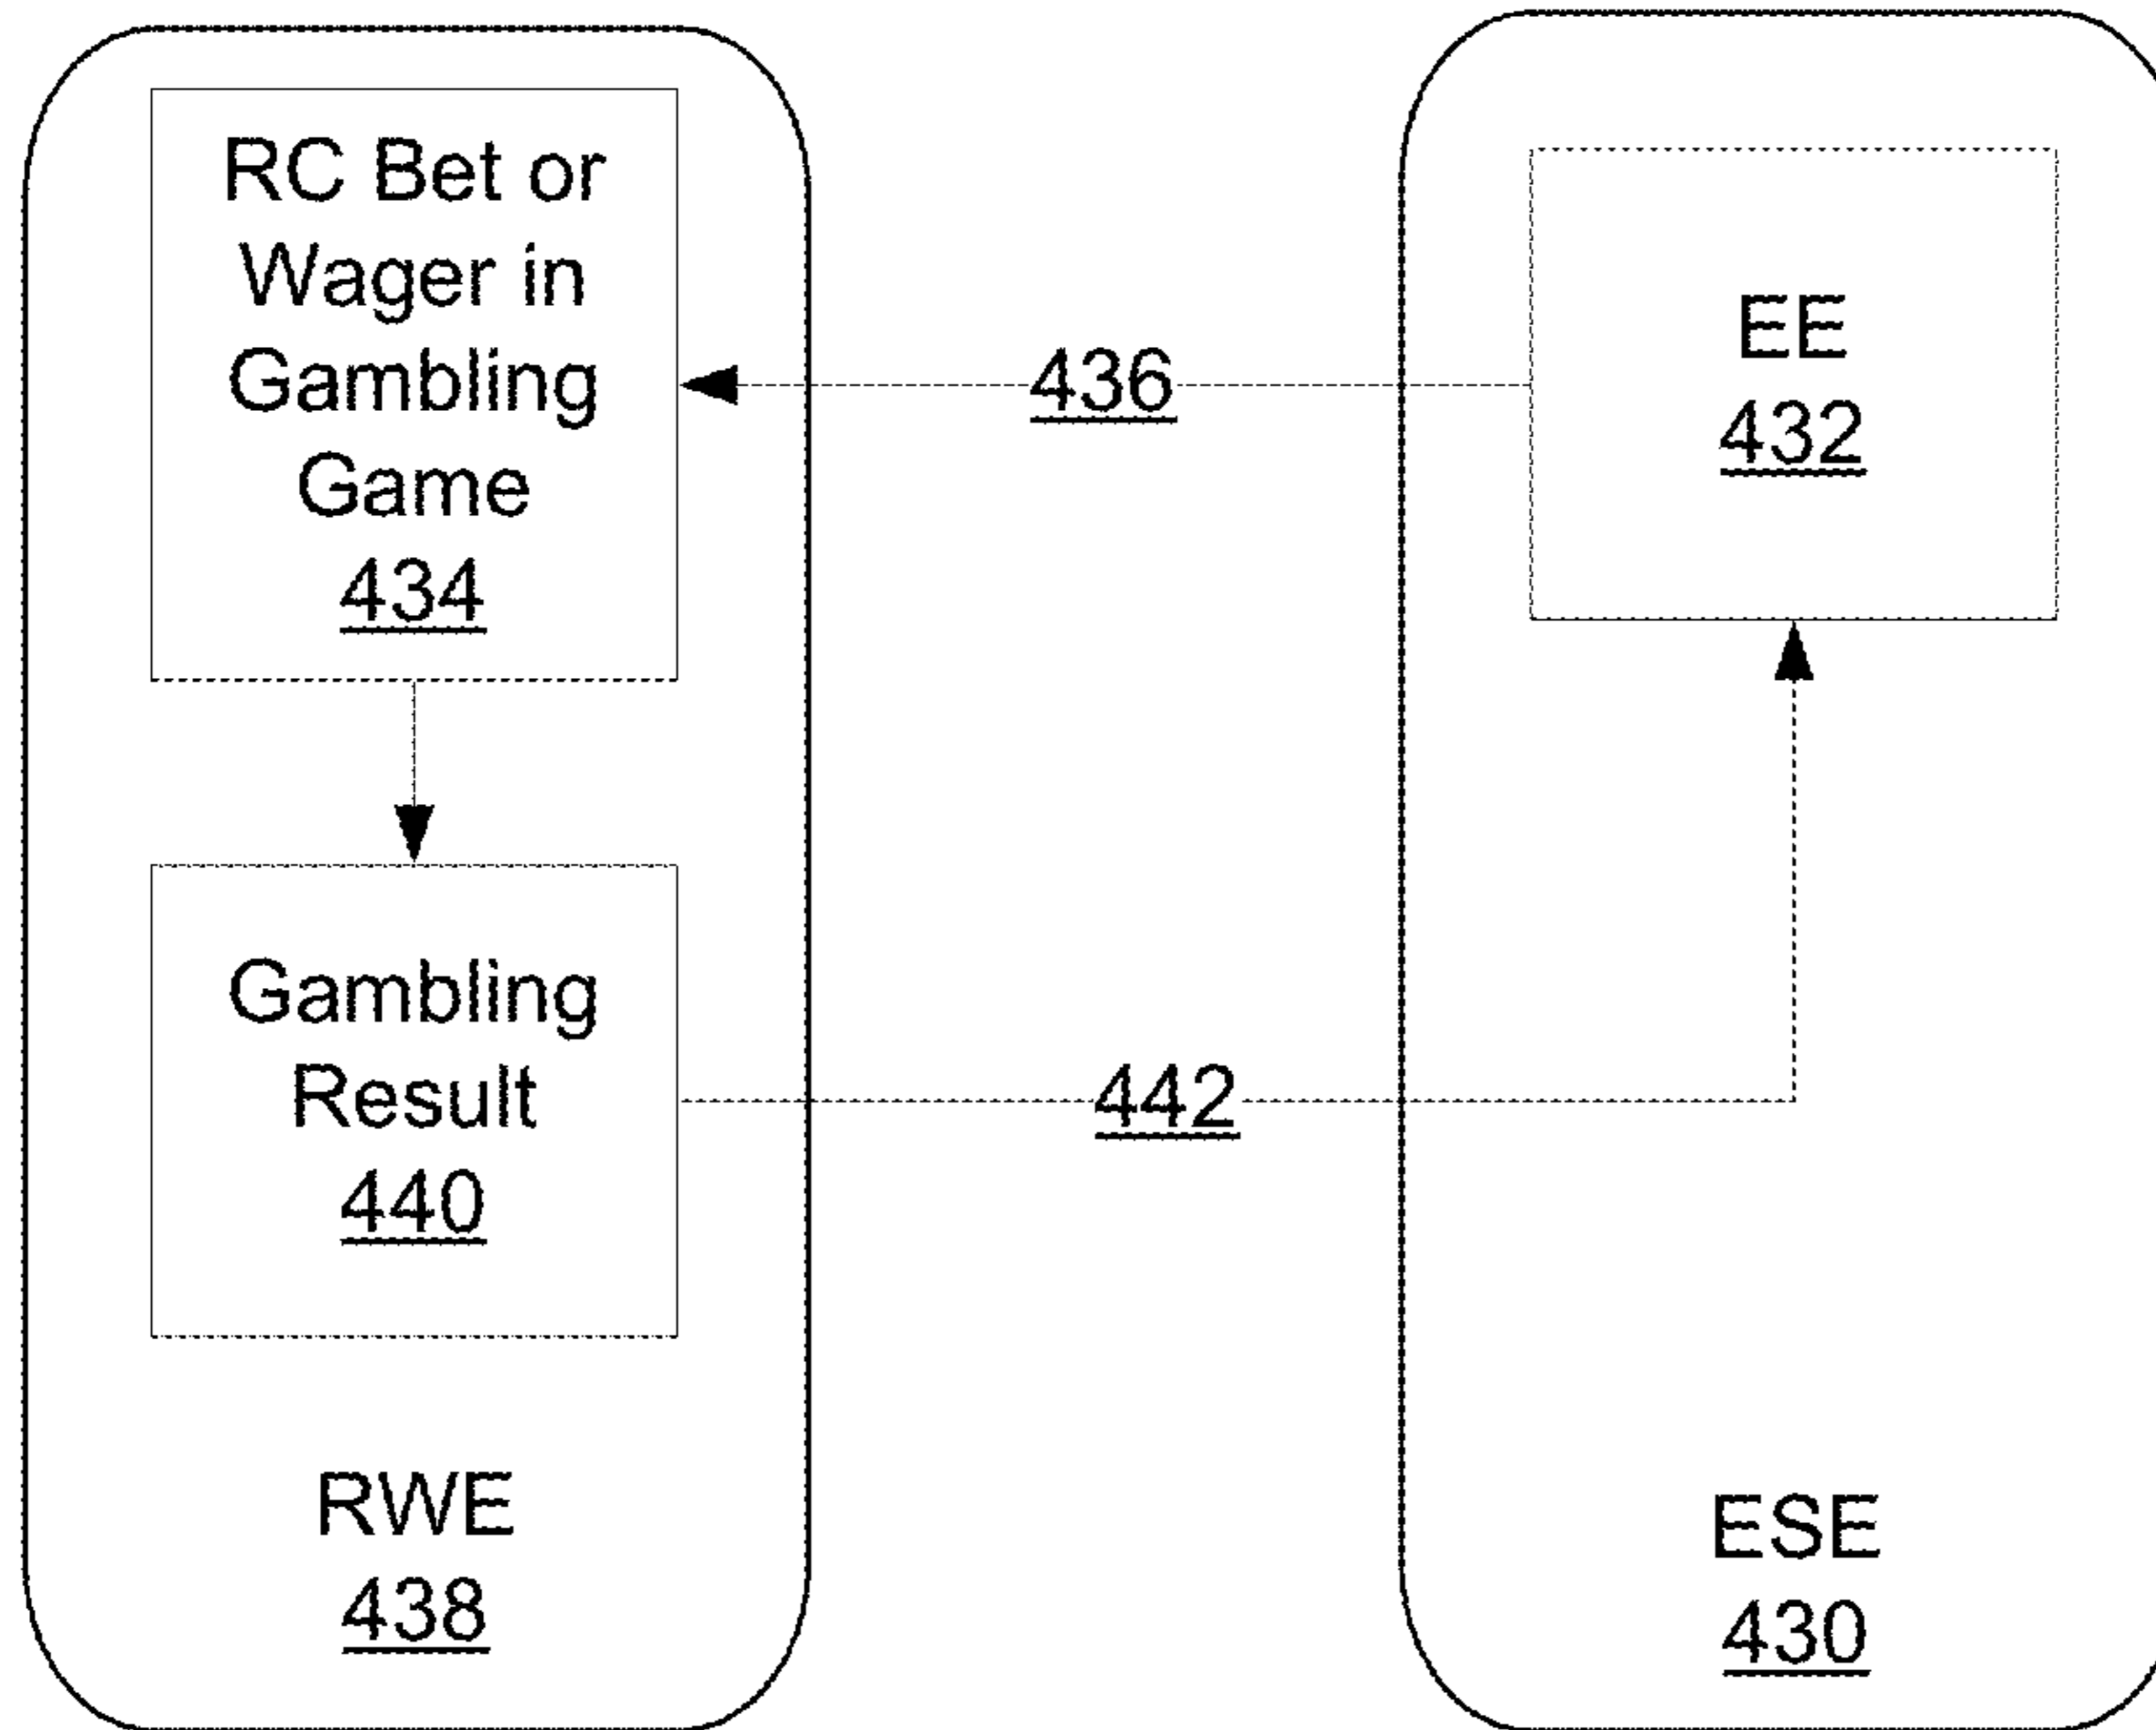 RC Bet or
Wager in
Gambling
Game
434
436
EE
432
Gambling
Result
440
442
RWE
438
ESE
430